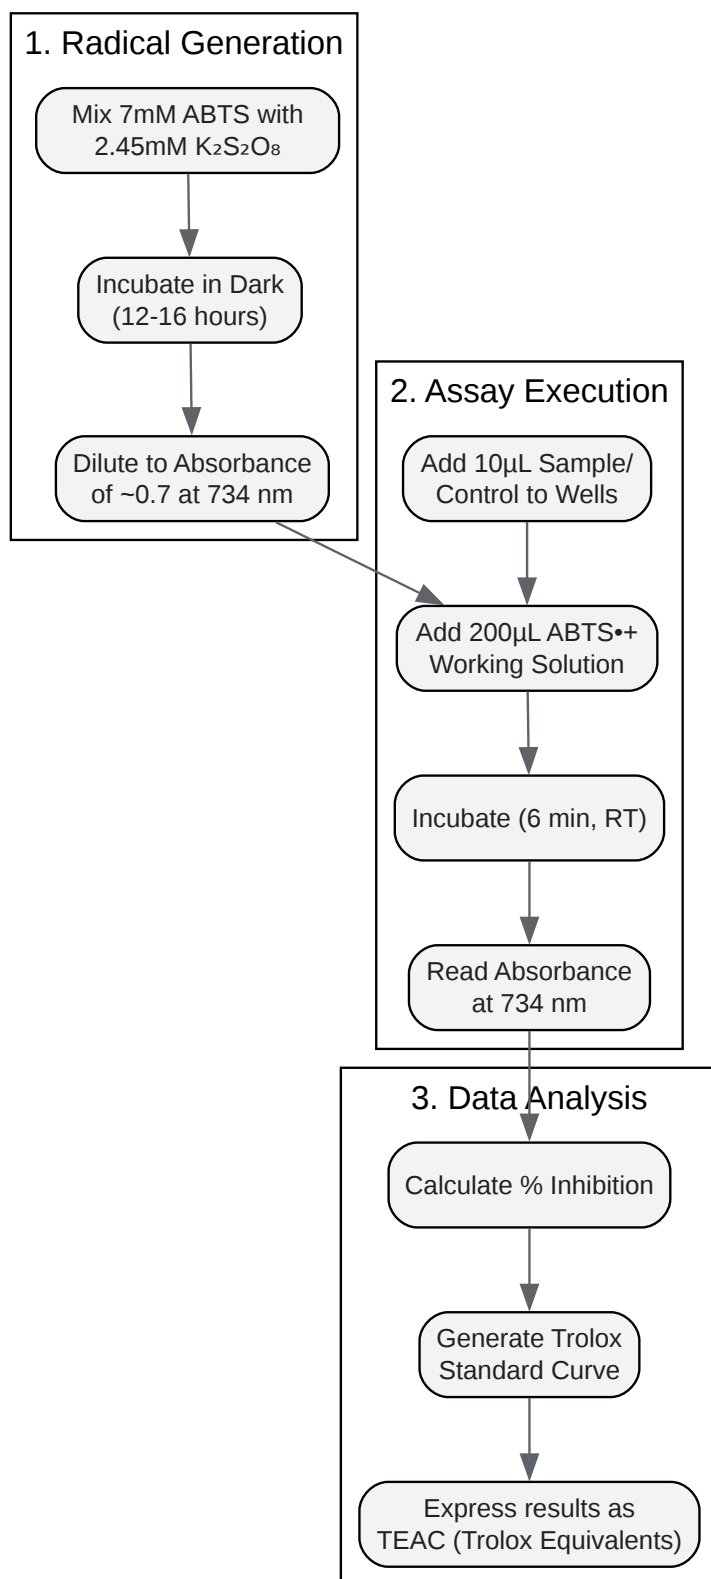 1. Radical Generation
Mix 7mM ABTS with
2.45mM K₂S₂O₈
Incubate in Dark
(12-16 hours)
Dilute to Absorbance
of ~0.7 at 734 nm
2. Assay Execution
Add 10µL Sample/
Control to Wells
Add 200µL ABTS•+
Working Solution
Incubate (6 min, RT)
Read Absorbance
at 734 nm
3. Data Analysis
Calculate % Inhibition
Generate Trolox
Standard Curve
Express results as
TEAC (Trolox Equivalents)